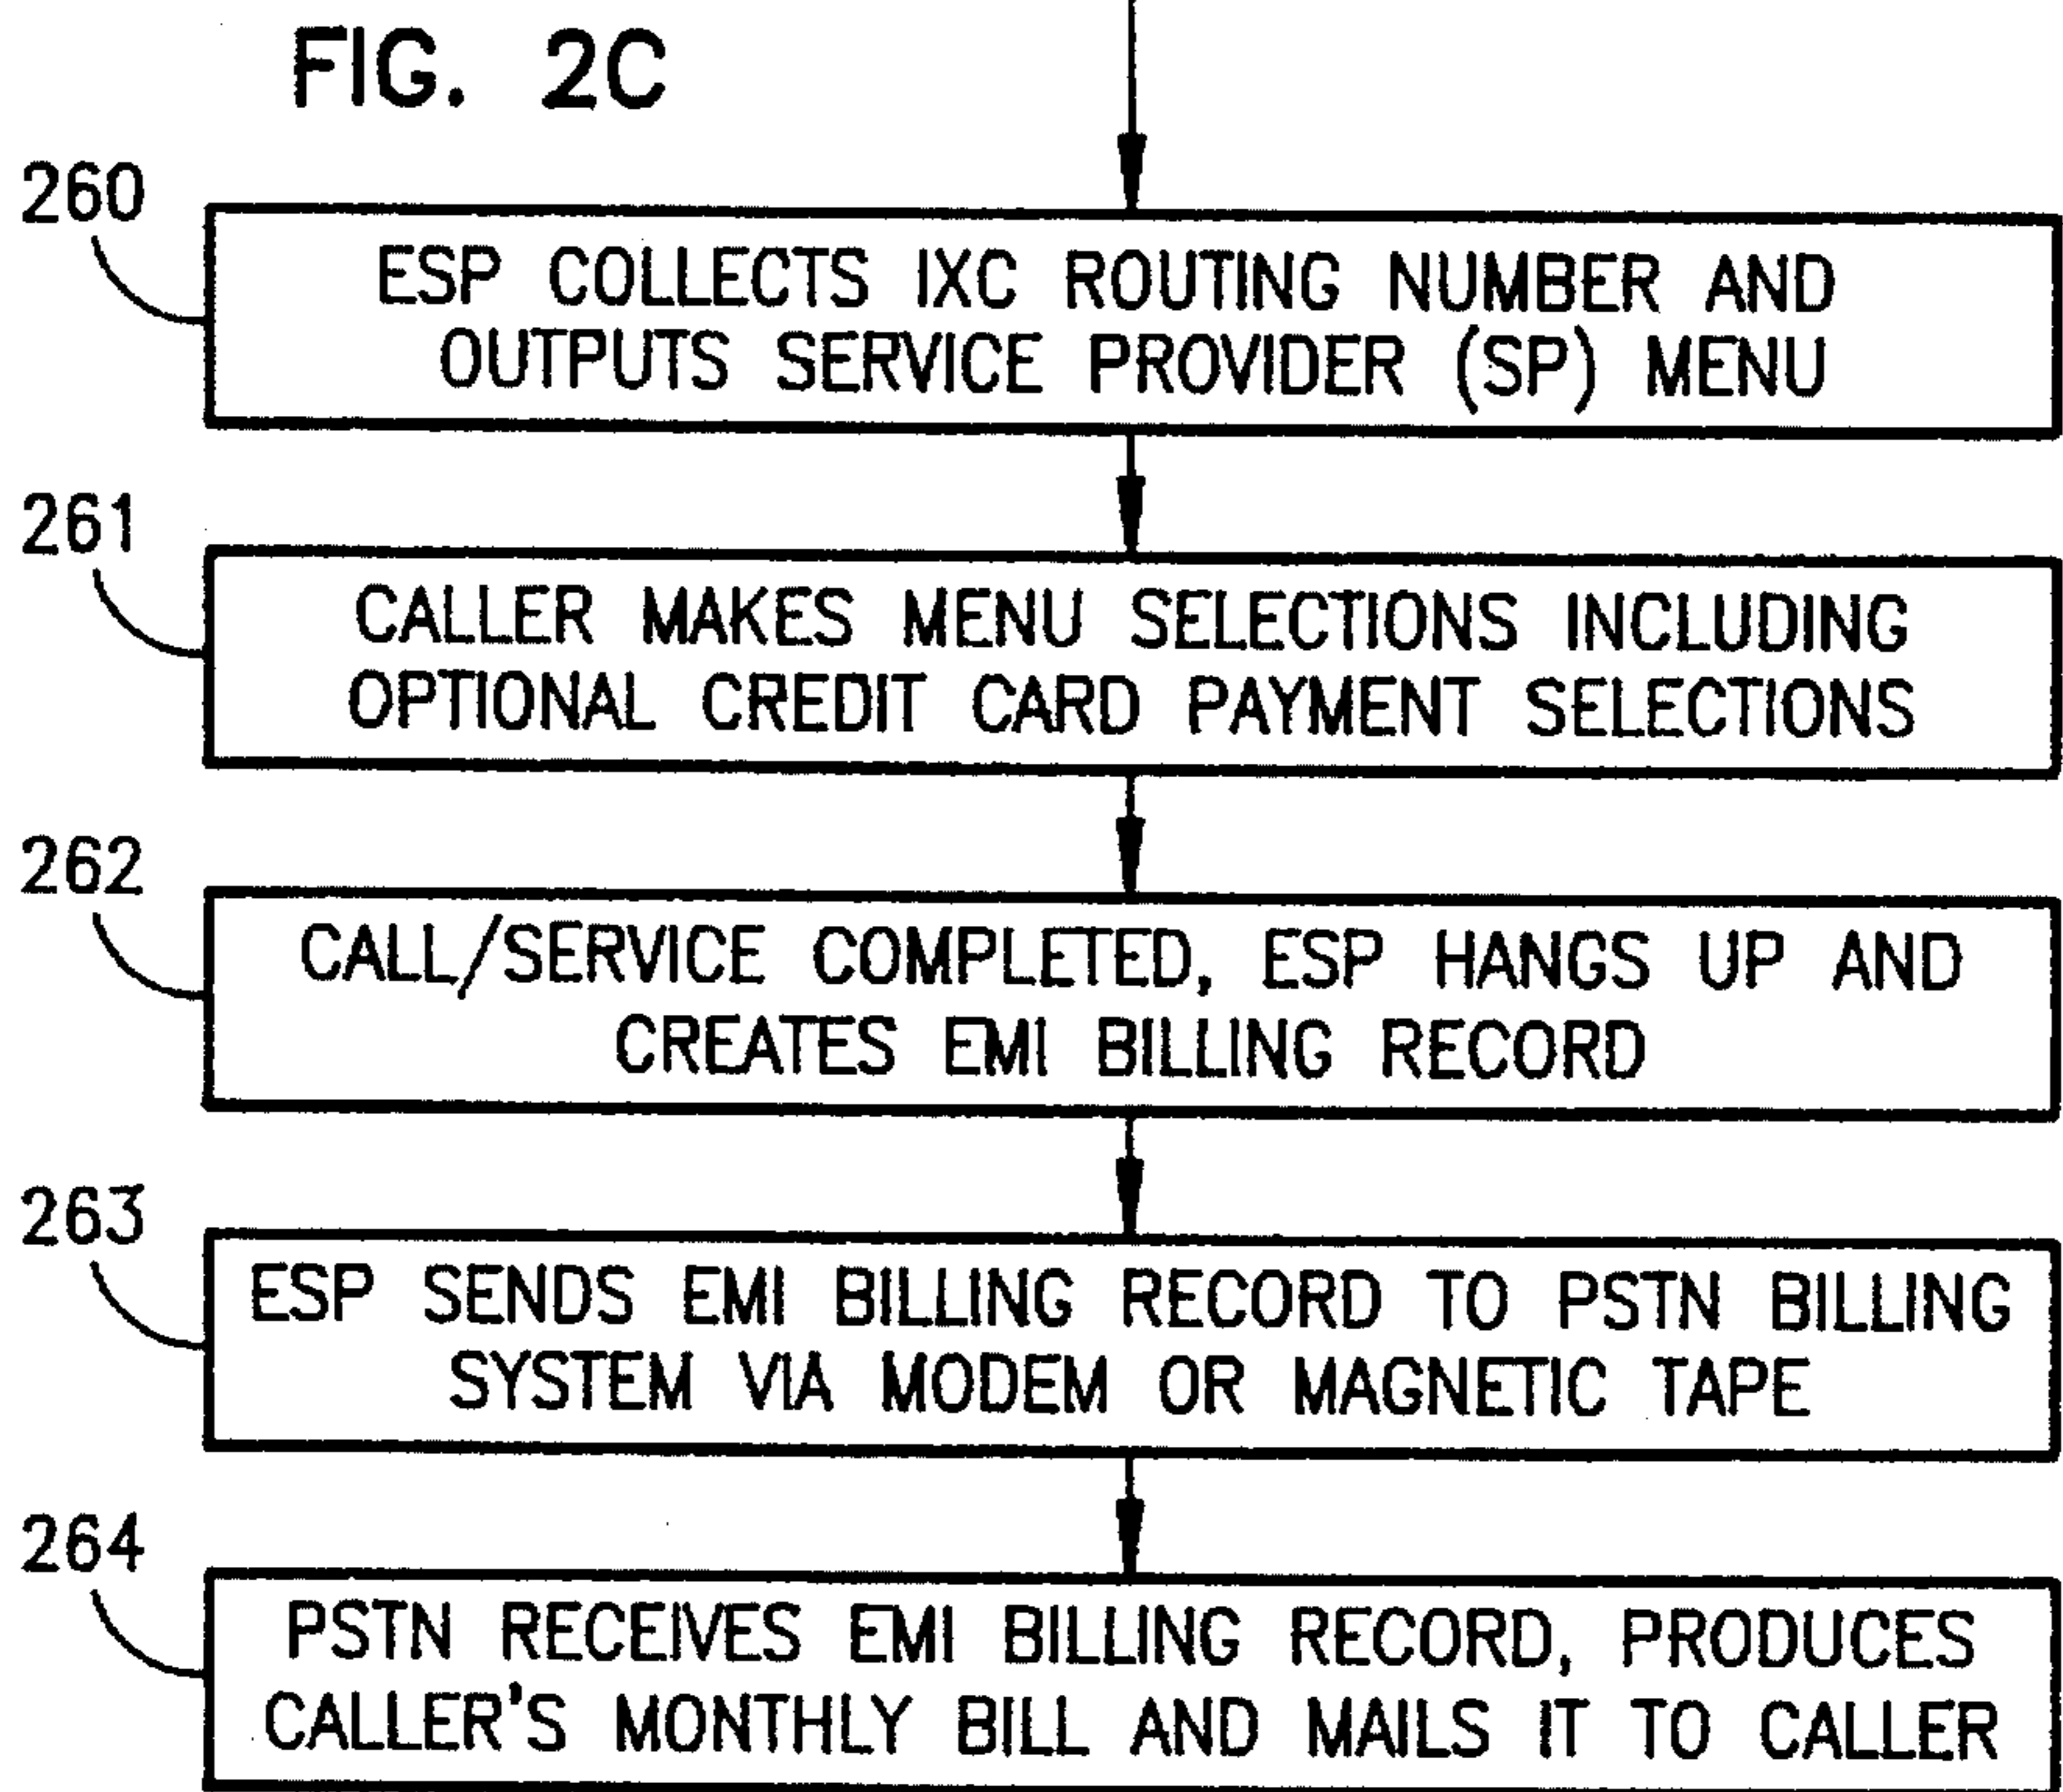 FIG. 2C
260
ESP COLLECTS IXC ROUTING NUMBER AND
OUTPUTS SERVICE PROVIDER (SP) MENU
261
CALLER MAKES MENU SELECTIONS INCLUDING
OPTIONAL CREDIT CARD PAYMENT SELECTIONS
262
CALL/SERVICE COMPLETED, ESP HANGS UP AND
CREATES EMI BILLING RECORD
263
ESP SENDS EMI BILLING RECORD TO PSTN BILLING
SYSTEM VIA MODEM OR MAGNETIC TAPE
264
PSTN RECEIVES EMI BILLING RECORD, PRODUCES
CALLER'S MONTHLY BILL AND MAILS IT TO CALLER